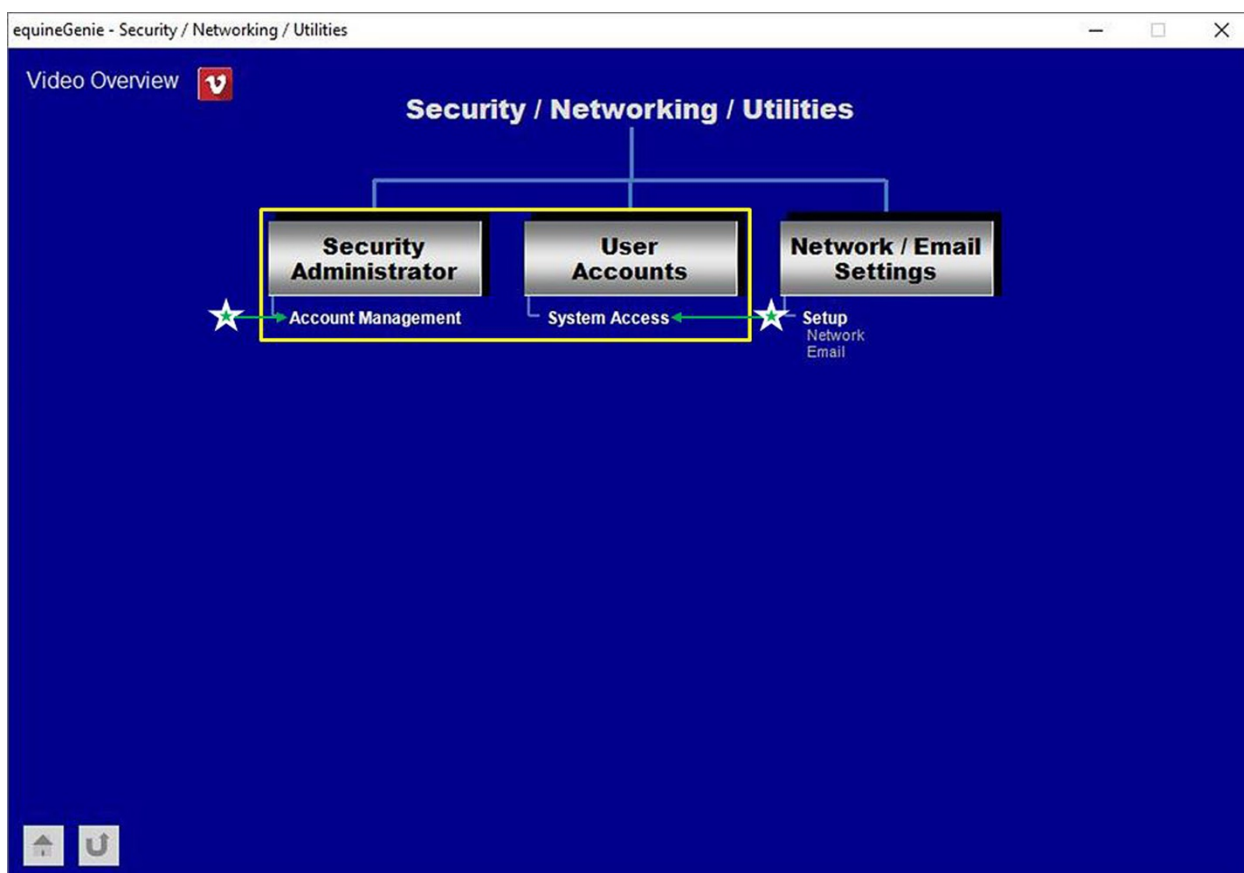 equineGenie - Security / Networking / Utilities
Video Overview
Security / Networking / Utilities
Security
Administrator
User
Accounts
Network / Email
Settings
Account Management
System Access
Setup
Network
Email